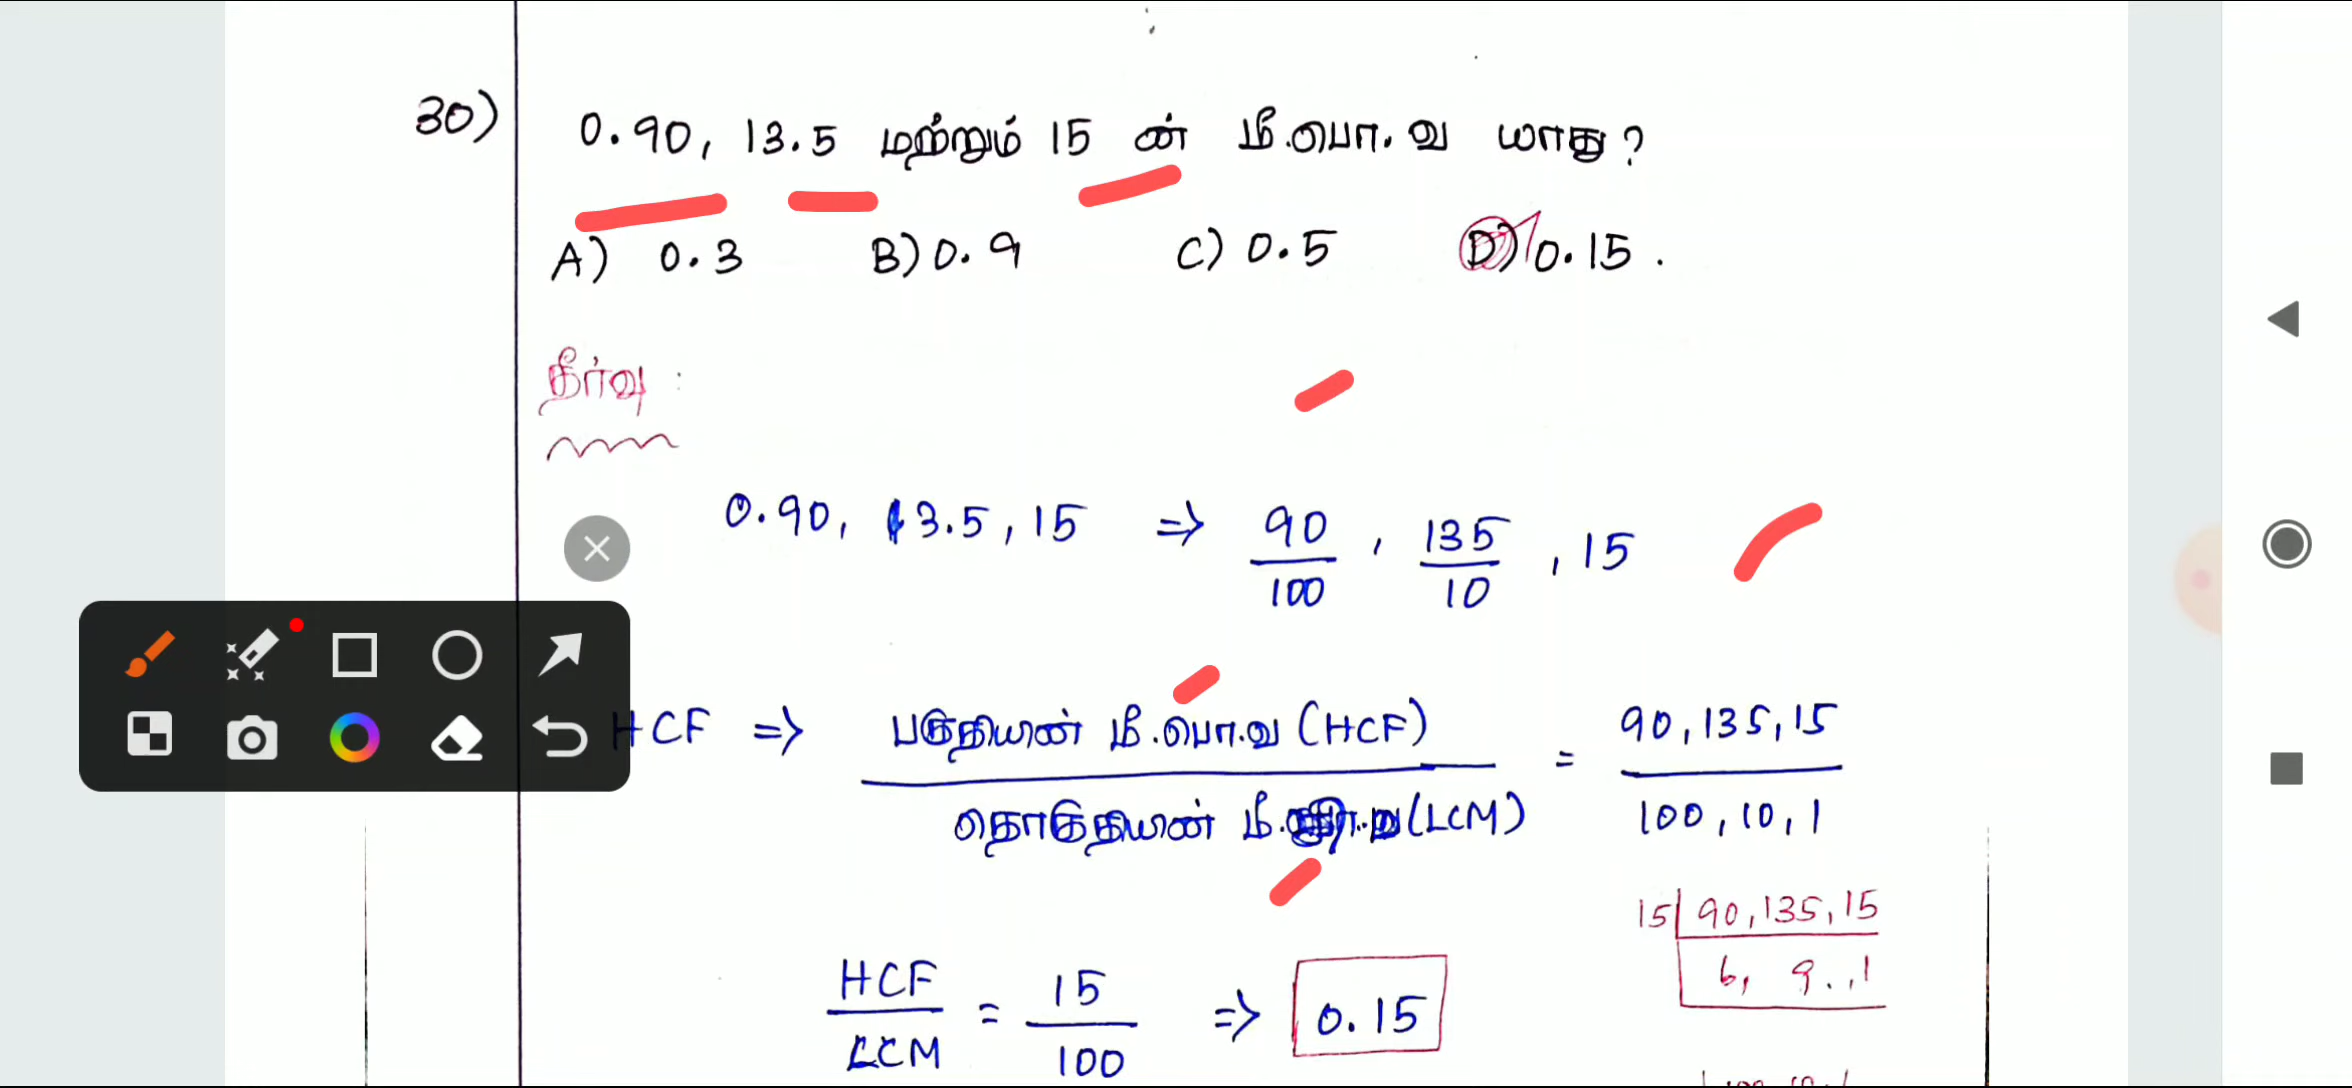 30) 0.90, 13.5 மற்றும் 15 ன் மீ.பொ.வ யாது?
A) 0.3 B) 0.9 C) 0.5 D) 0.15.
தீர்வு :
0.90, 13.5, 15 => 90/100, 135/10, 15
HCF => பகுதியின் மீ.பொ.வ (HCF) / தொகுதியின் மீ. (LCM) = 90, 135, 15 / 100, 10, 1
15 | 90, 135, 15
6, 9, 1
HCF / LCM = 15 / 100 => 0.15